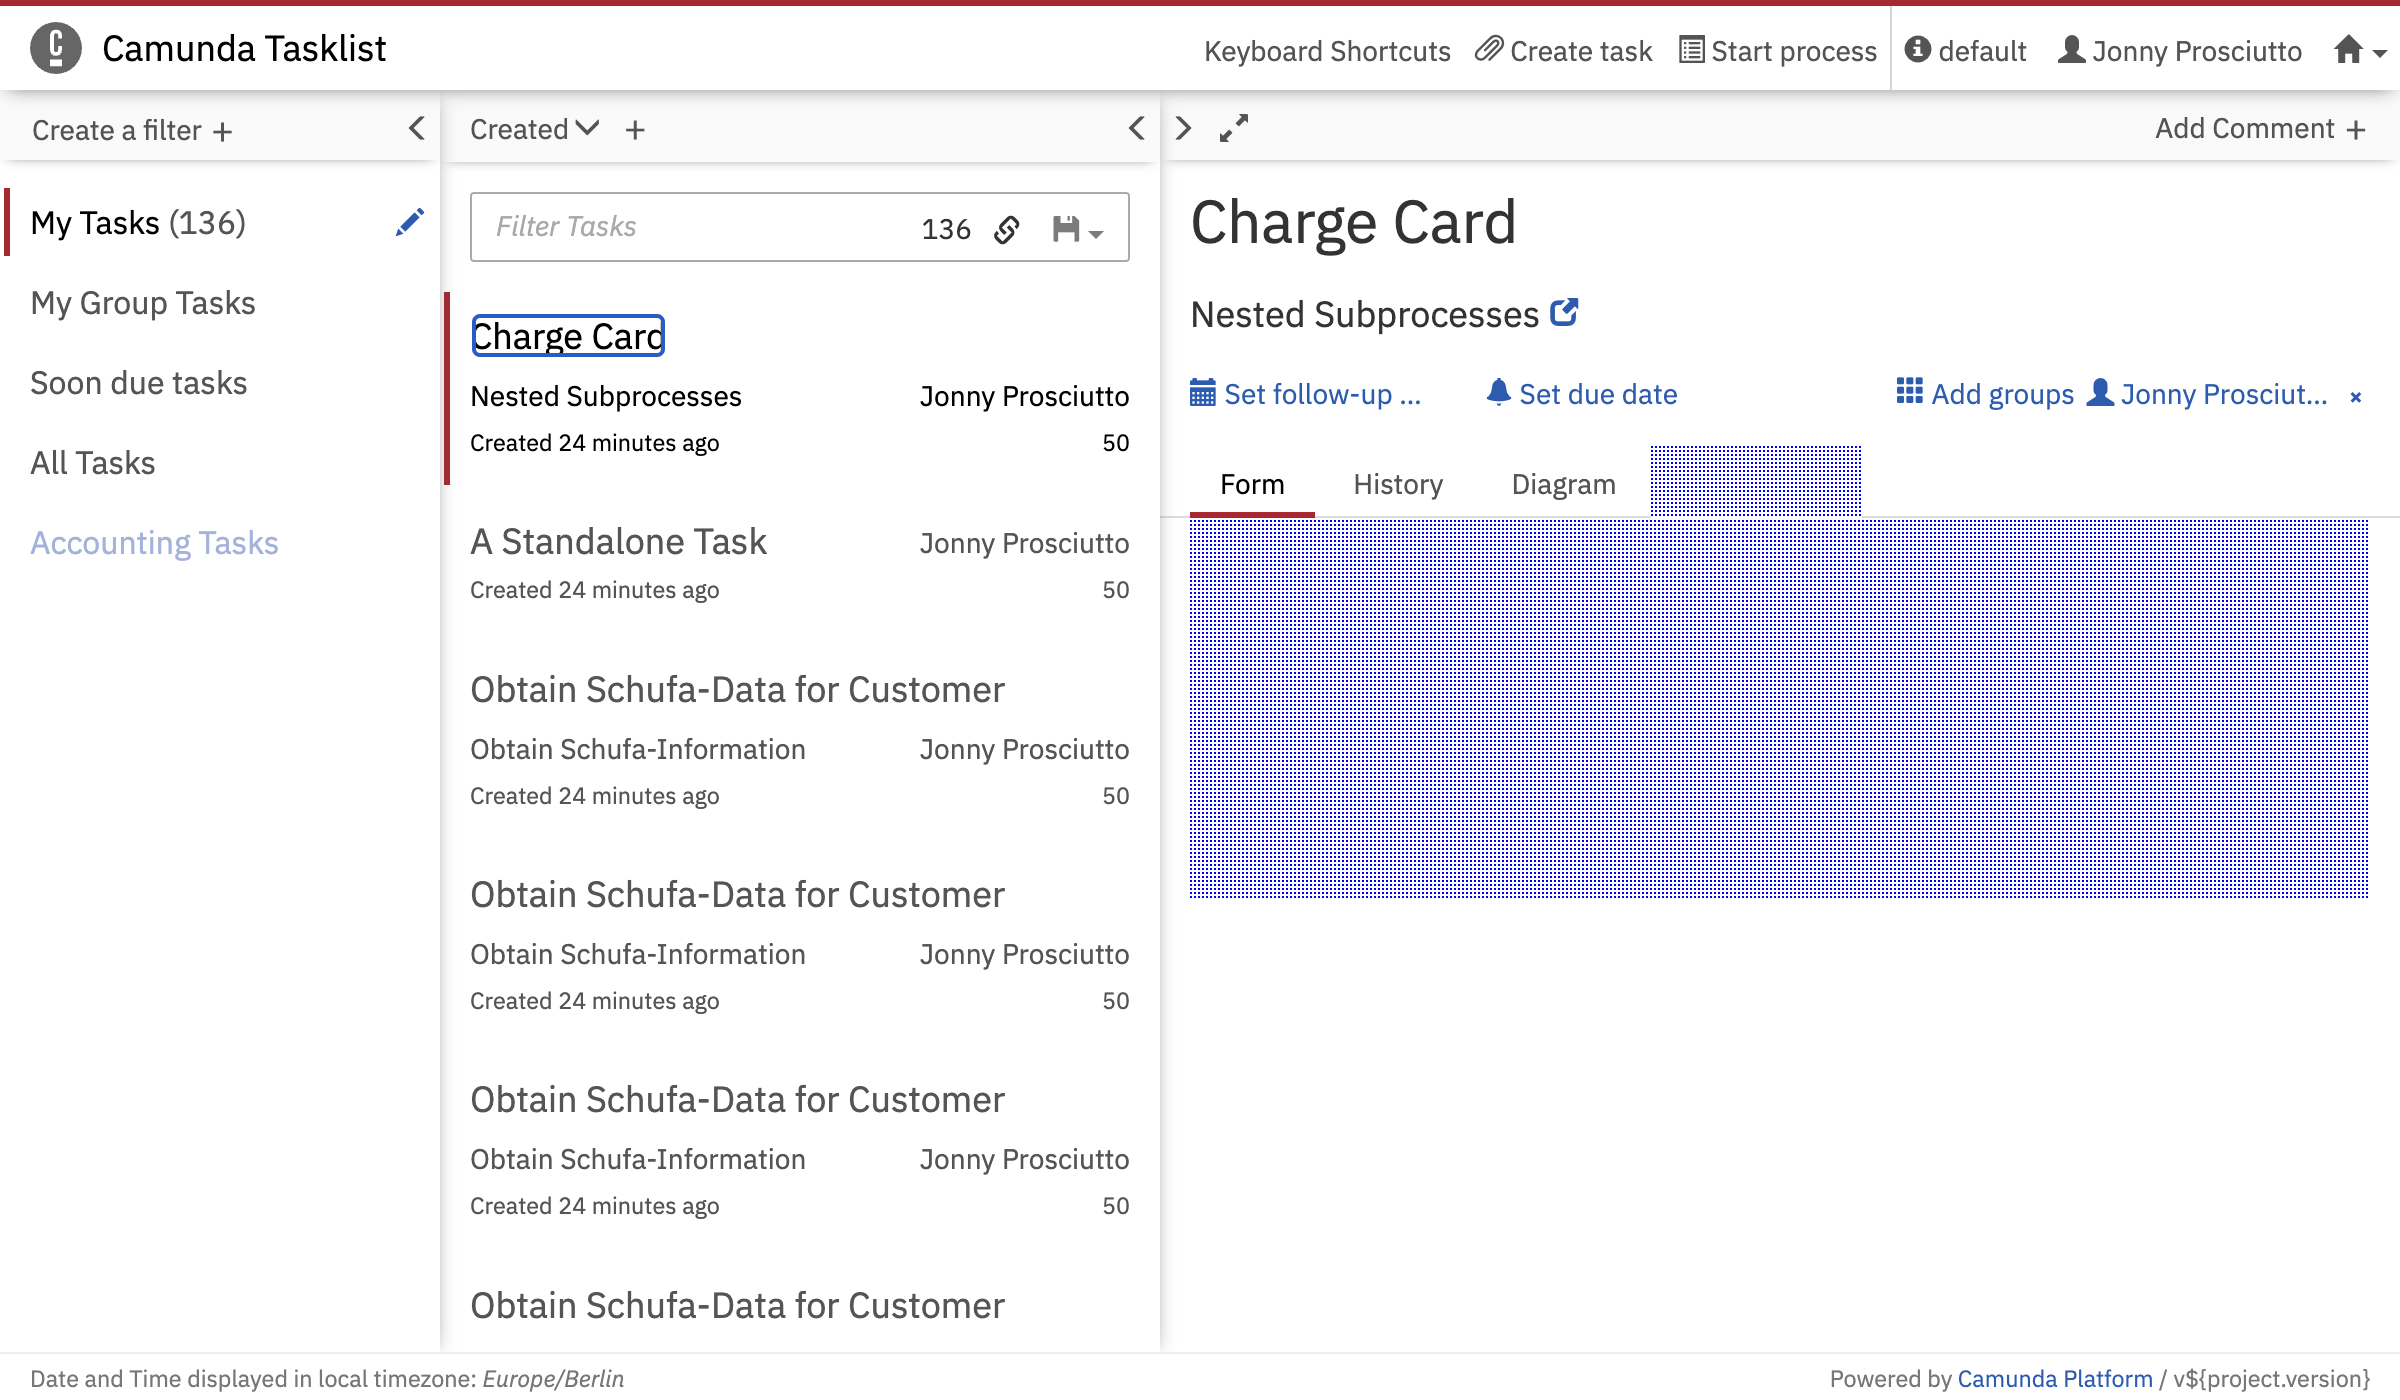 Camunda Tasklist
Keyboard Shortcuts Create task Start process default Jonny Prosciutto
Create a filter +
My Tasks (136)
My Group Tasks
Soon due tasks
All Tasks
Accounting Tasks
Created +
Filter Tasks 136
Charge Card
Nested Subprocesses Jonny Prosciutto
Created 24 minutes ago 50
A Standalone Task Jonny Prosciutto
Created 24 minutes ago 50
Obtain Schufa-Data for Customer
Obtain Schufa-Information Jonny Prosciutto
Created 24 minutes ago 50
Obtain Schufa-Data for Customer
Obtain Schufa-Information Jonny Prosciutto
Created 24 minutes ago 50
Obtain Schufa-Data for Customer
Obtain Schufa-Information Jonny Prosciutto
Created 24 minutes ago 50
Obtain Schufa-Data for Customer
Add Comment +
Charge Card
Nested Subprocesses
Set follow-up ... Set due date Add groups Jonny Prosciut... ×
Form History Diagram
Date and Time displayed in local timezone: Europe/Berlin
Powered by Camunda Platform / v${project.version}